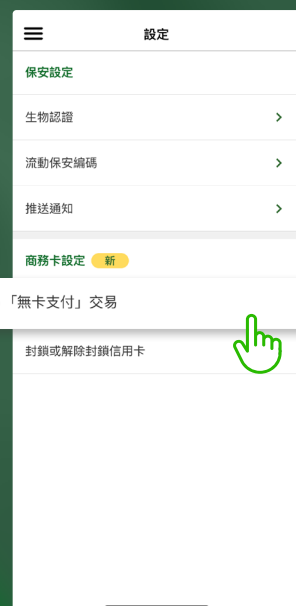 設定
保安設定
生物認證
流動保安編碼
推送通知
商務卡設定 新
「無卡支付」交易
封鎖或解除封鎖信用卡